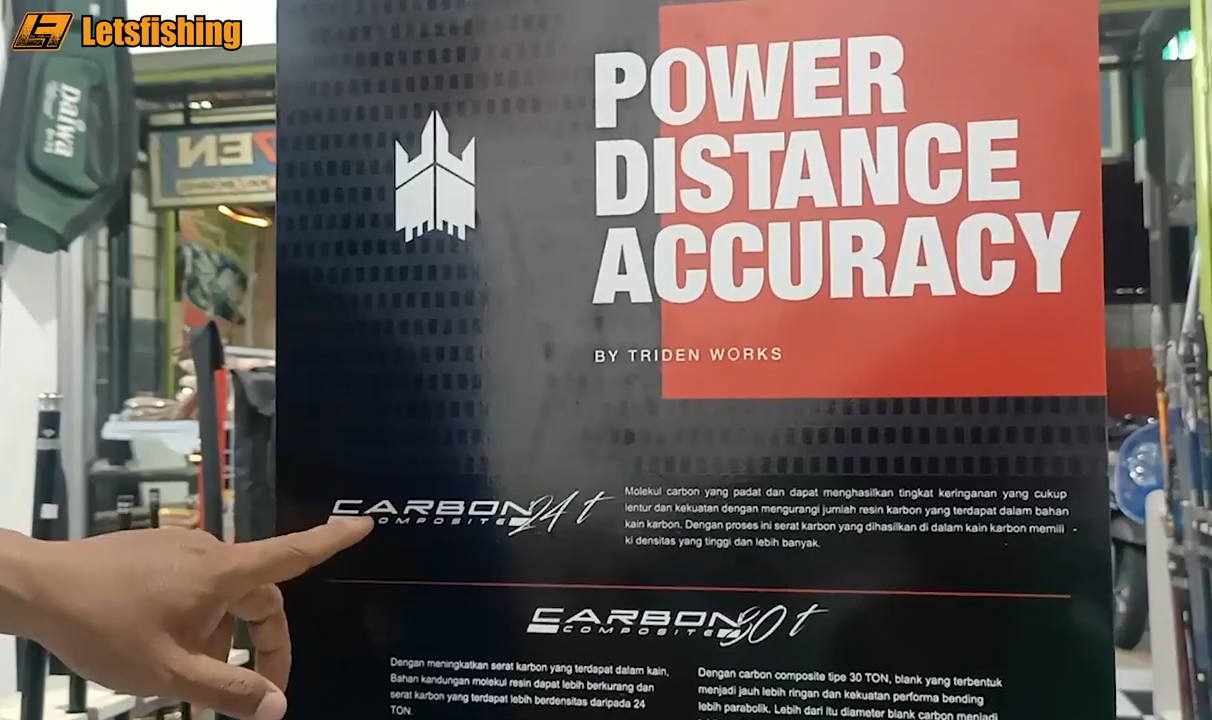 Letsfishing
Daiwa
POWER
DISTANCE
ACCURACY
BY TRIDEN WORKS
CARBON 24t
COMPOSITE
Molekul carbon yang padat dan dapat menghasilkan tingkat keringanan yang cukup
lentur dan kekuatan dengan mengurangi jumlah resin karbon yang terdapat dalam bahan
kain karbon. Dengan proses ini serat karbon yang dihasilkan di dalam kain karbon memili -
ki densitas yang tinggi dan lebih banyak.
CARBON 30t
COMPOSITE
Dengan meningkatkan serat karbon yang terdapat dalam kain,
Bahan kandungan molekul resin dapat lebih berkurang dan
serat karbon yang terdapat lebih berdensitas daripada 24
TON.
Dengan carbon composite tipe 30 TON, blank yang terbentuk
menjadi jauh lebih ringan dan kekuatan performa bending
lebih parabolik. Lebih dari itu diameter blank carbon menjadi